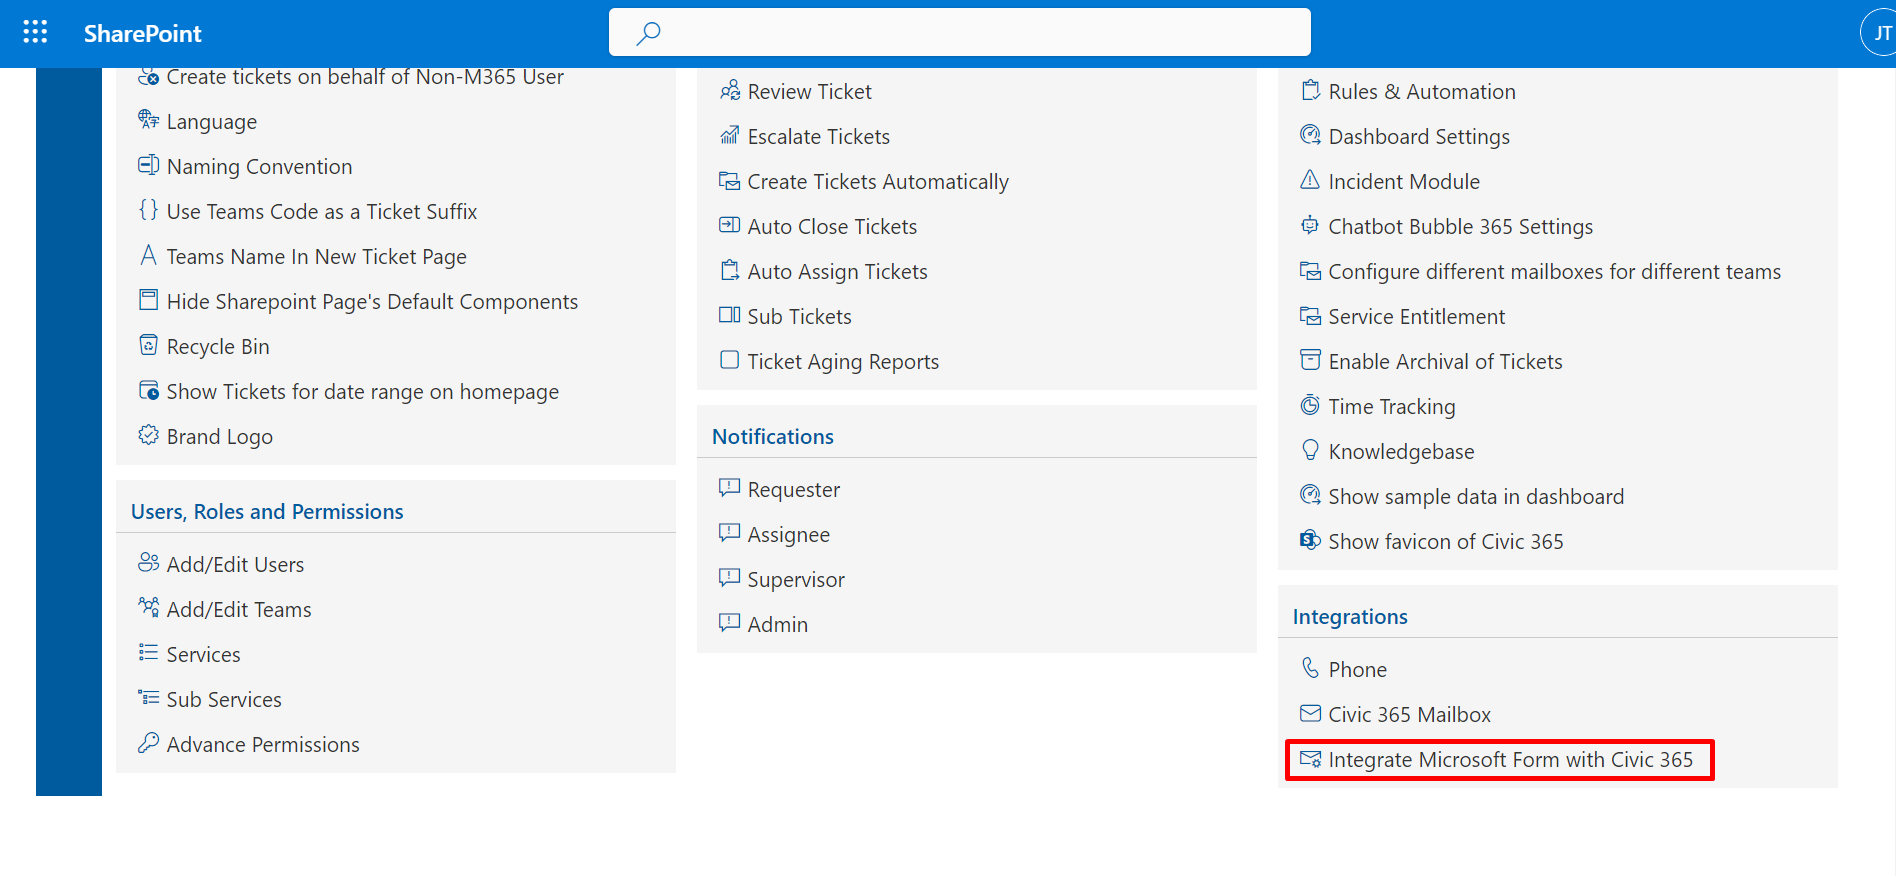 SharePoint
JT
Create tickets on behalf of Non-M365 User
Language
Naming Convention
Use Teams Code as a Ticket Suffix
Teams Name In New Ticket Page
Hide Sharepoint Page's Default Components
Recycle Bin
Show Tickets for date range on homepage
Brand Logo
Users, Roles and Permissions
Add/Edit Users
Add/Edit Teams
Services
Sub Services
Advance Permissions
Review Ticket
Escalate Tickets
Create Tickets Automatically
Auto Close Tickets
Auto Assign Tickets
Sub Tickets
Ticket Aging Reports
Notifications
Requester
Assignee
Supervisor
Admin
Rules & Automation
Dashboard Settings
Incident Module
Chatbot Bubble 365 Settings
Configure different mailboxes for different teams
Service Entitlement
Enable Archival of Tickets
Time Tracking
Knowledgebase
Show sample data in dashboard
Show favicon of Civic 365
Integrations
Phone
Civic 365 Mailbox
Integrate Microsoft Form with Civic 365